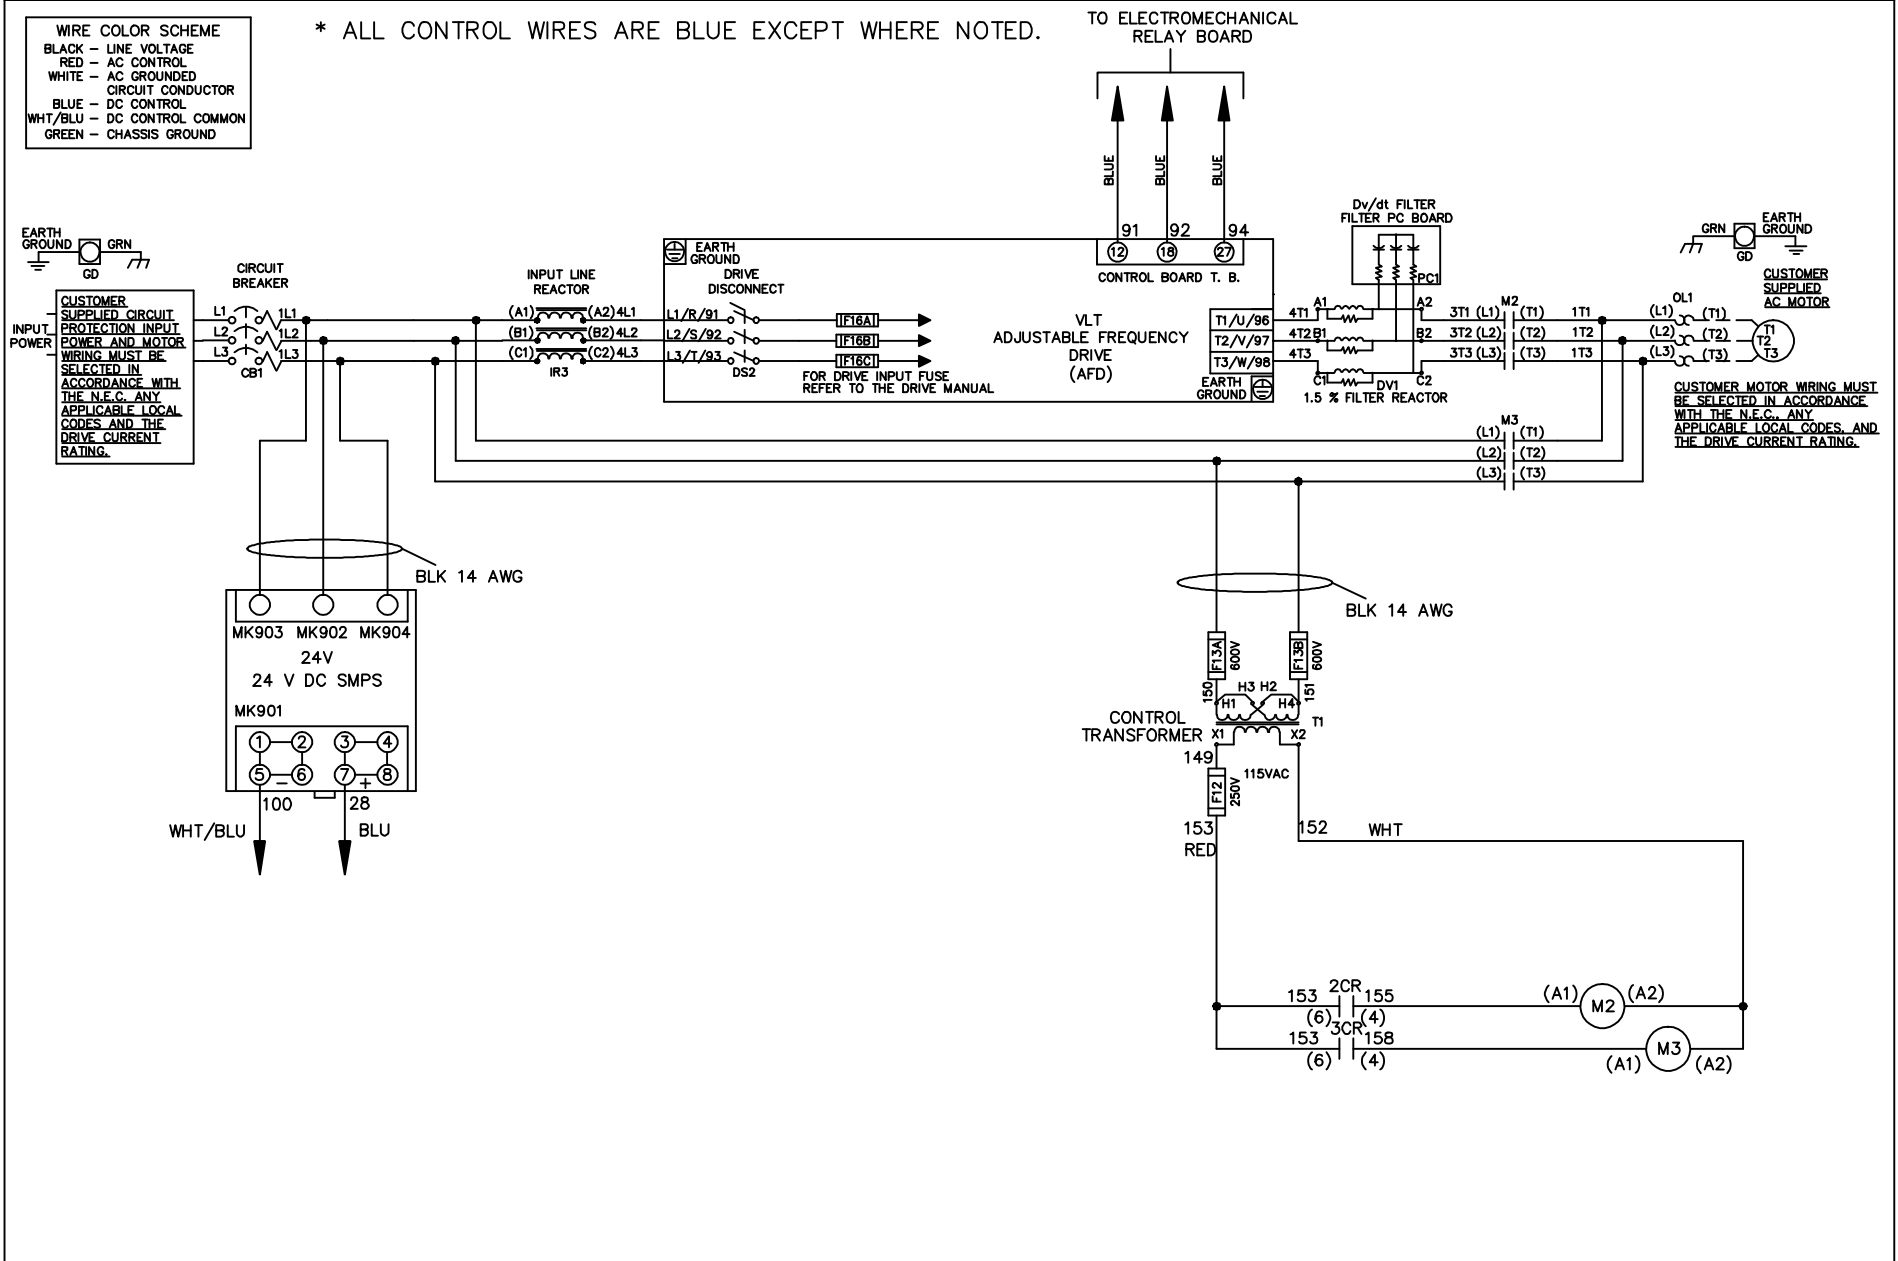 WIRE COLOR SCHEME
BLACK – LINE VOLTAGE
RED – AC CONTROL
WHITE – AC GROUNDED
CIRCUIT CONDUCTOR
BLUE – DC CONTROL
WHT/BLU – DC CONTROL COMMON
GREEN – CHASSIS GROUND
* ALL CONTROL WIRES ARE BLUE EXCEPT WHERE NOTED.
TO ELECTROMECHANICAL
RELAY BOARD
BLUE
BLUE
BLUE
91 92 94
12 18 27
CONTROL BOARD T. B.
EARTH
GROUND
GRN
GD
CUSTOMER
SUPPLIED CIRCUIT
PROTECTION INPUT
POWER AND MOTOR
WIRING MUST BE
SELECTED IN
ACCORDANCE WITH
THE N.E.C. ANY
APPLICABLE LOCAL
CODES AND THE
DRIVE CURRENT
RATING.
INPUT
POWER
CIRCUIT
BREAKER
L1 1L1
L2 1L2
L3 1L3
CB1
INPUT LINE
REACTOR
(A1) (A2) 4L1
(B1) (B2) 4L2
(C1) (C2) 4L3
IR3
EARTH
GROUND
DRIVE
DISCONNECT
L1/R/91
L2/S/92
L3/T/93
DS2
F16A
F16B
F16C
FOR DRIVE INPUT FUSE
REFER TO THE DRIVE MANUAL
VLT
ADJUSTABLE FREQUENCY
DRIVE
(AFD)
T1/U/96
T2/V/97
T3/W/98
EARTH
GROUND
4T1 A1 A2
4T2 B1 B2
4T3
C1 C2
DV1
1.5 % FILTER REACTOR
Dv/dt FILTER
FILTER PC BOARD
PC1
M2
3T1 (L1) (T1) 1T1
3T2 (L2) (T2) 1T2
3T3 (L3) (T3) 1T3
M3
(L1) (T1)
(L2) (T2)
(L3) (T3)
GRN
EARTH
GROUND
GD
CUSTOMER
SUPPLIED
AC MOTOR
OL1
(L1) (T1)
(L2) (T2)
(L3) (T3)
T1
T2
T3
CUSTOMER MOTOR WIRING MUST
BE SELECTED IN ACCORDANCE
WITH THE N.E.C., ANY
APPLICABLE LOCAL CODES, AND
THE DRIVE CURRENT RATING.
BLK 14 AWG
MK903 MK902 MK904
24V
24 V DC SMPS
MK901
1 2 3 4
5 6 7 8
– +
100 28
WHT/BLU BLU
BLK 14 AWG
F13A
600V
F13B
600V
150
151
H3 H2
H1 H4
T1
CONTROL
TRANSFORMER
X1 X2
149
115VAC
F12
250V
153
RED
152 WHT
2CR
153 155
(6) (4)
(A1) M2 (A2)
3CR
153 158
(6) (4)
(A1) M3 (A2)